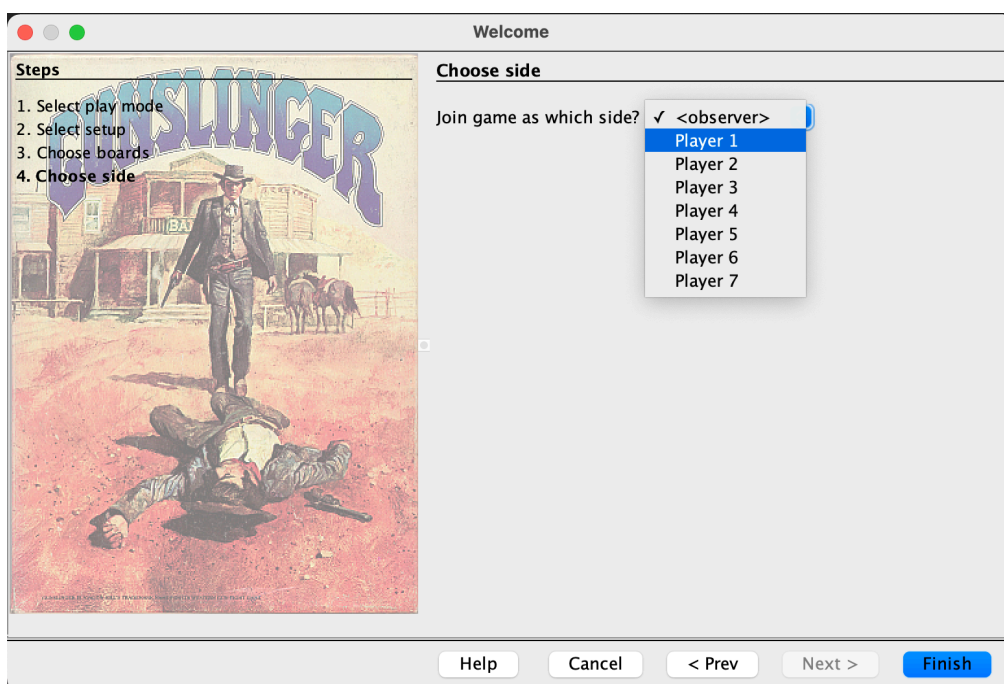 Welcome
Steps
1. Select play mode
2. Select setup
3. Choose boards
4. Choose side
GUNSLINGER
Choose side
Join game as which side?
✓ <observer>
Player 1
Player 2
Player 3
Player 4
Player 5
Player 6
Player 7
Help
Cancel
< Prev
Next >
Finish